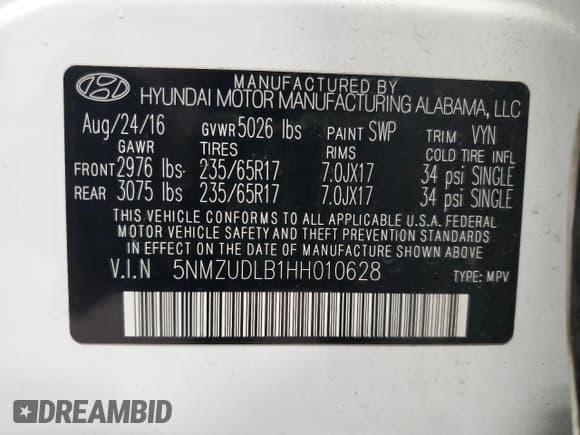 MANUFACTURED BY
HYUNDAI MOTOR MANUFACTURING ALABAMA, LLC
Aug/24/16 GVWR 5026 lbs PAINT SWP TRIM VYN
GAWR TIRES RIMS COLD TIRE INFL
FRONT 2976 lbs 235/65R17 7.0JX17 34 psi SINGLE
REAR 3075 lbs 235/65R17 7.0JX17 34 psi SINGLE
THIS VEHICLE CONFORMS TO ALL APPLICABLE U.S.A. FEDERAL
MOTOR VEHICLE SAFETY AND THEFT PREVENTION STANDARDS
IN EFFECT ON THE DATE OF MANUFACTURE SHOWN ABOVE.
V.I.N 5NMZUDLB1HH010628 TYPE: MPV
DREAMBID